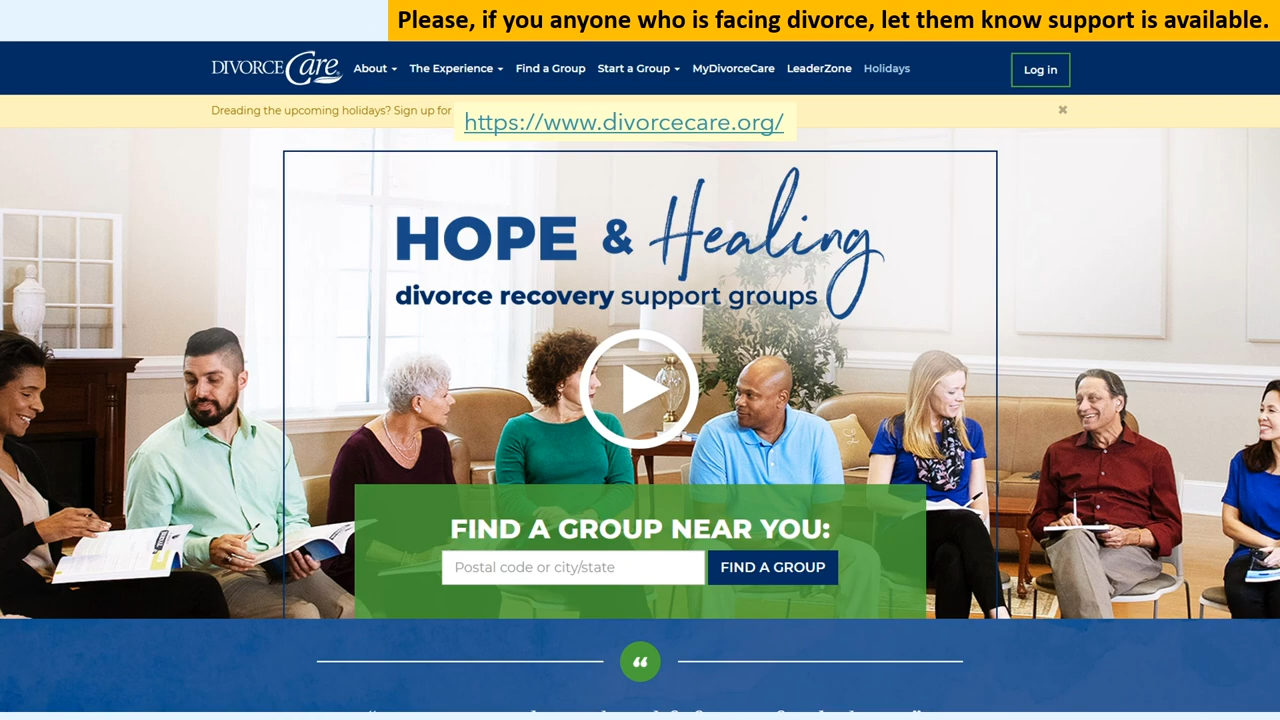 Please, if you anyone who is facing divorce, let them know support is available.
DIVORCE Care
About
The Experience
Find a Group
Start a Group
MyDivorceCare
LeaderZone
Holidays
Log in
Dreading the upcoming holidays? Sign up for
https://www.divorcecare.org/
HOPE & Healing
divorce recovery support groups
FIND A GROUP NEAR YOU:
Postal code or city/state
FIND A GROUP